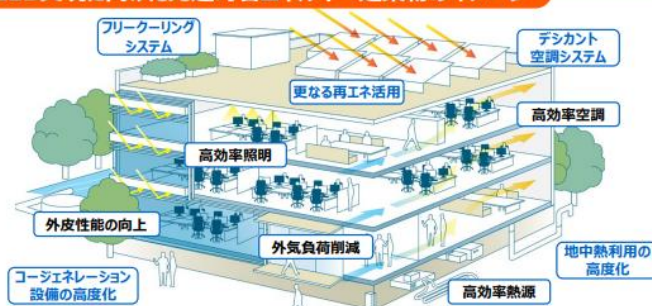 フリークーリング
システム
デシカント
空調システム
更なる再エネ活用
高効率空調
高効率照明
外皮性能の向上
外気負荷削減
地中熱利用の
高度化
コージェネレーション
設備の高度化
高効率熱源